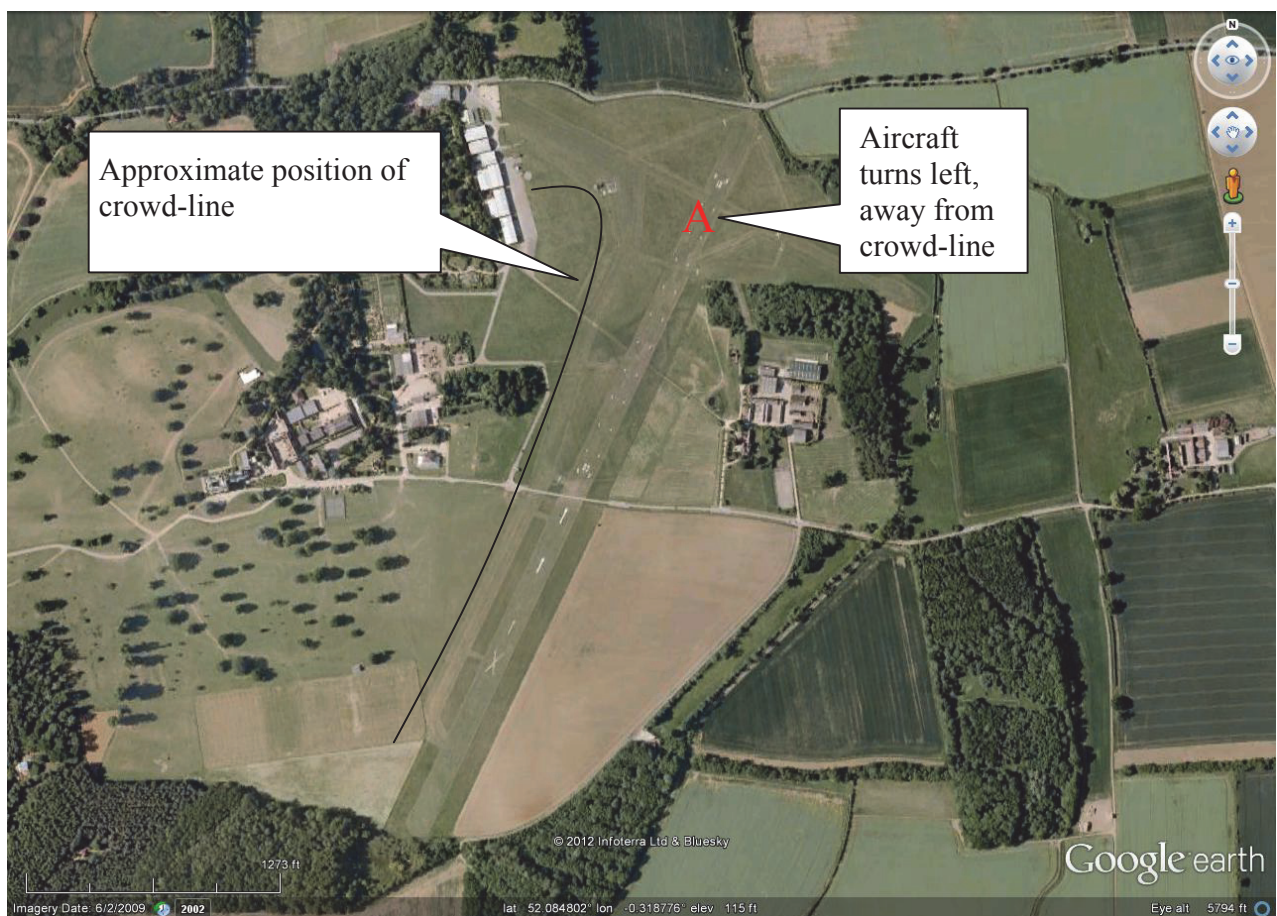 N
Approximate position of
crowd-line
A
Aircraft
turns left,
away from
crowd-line
© 2012 Infoterra Ltd & Bluesky
1273 ft
Google earth
Imagery Date: 6/2/2009 2002 lat 52.084802° lon -0.318776° elev 115 ft Eye alt 5794 ft